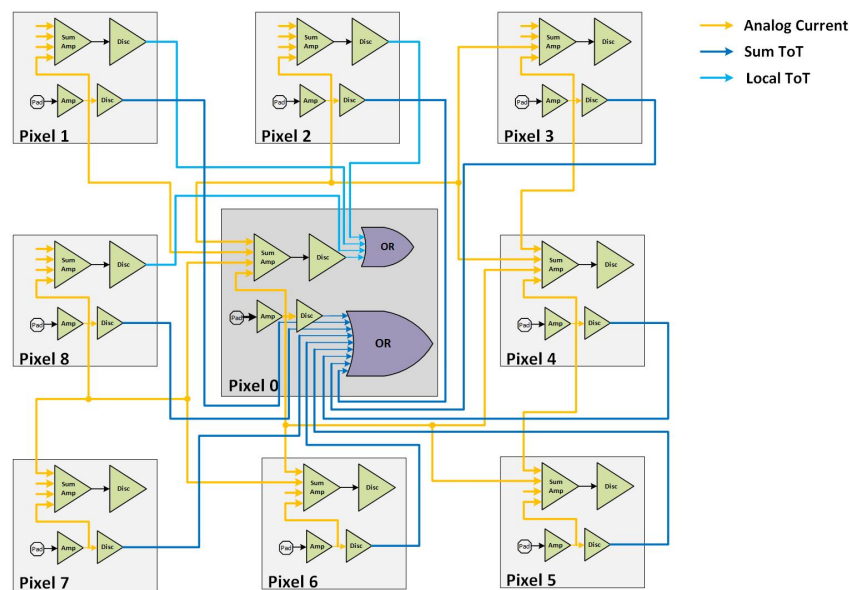 Sum Amp
Disc
Pad
Amp
Disc
Pixel 1
Sum Amp
Disc
Pad
Amp
Disc
Pixel 2
Sum Amp
Disc
Pad
Amp
Disc
Pixel 3
Analog Current
Sum ToT
Local ToT
Sum Amp
Disc
Pad
Amp
Disc
Pixel 8
Sum Amp
Disc
OR
Pad
Amp
Disc
OR
Pixel 0
Sum Amp
Disc
Pad
Amp
Disc
Pixel 4
Sum Amp
Disc
Pad
Amp
Disc
Pixel 7
Sum Amp
Disc
Pad
Amp
Disc
Pixel 6
Sum Amp
Disc
Pad
Amp
Disc
Pixel 5